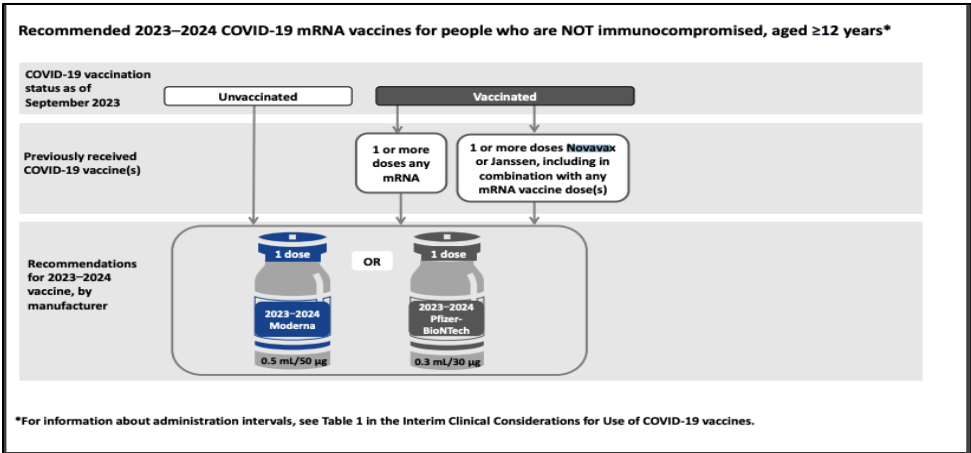 Recommended 2023–2024 COVID-19 mRNA vaccines for people who are NOT immunocompromised, aged ≥12 years*
COVID-19 vaccination
status as of
September 2023
Unvaccinated
Vaccinated
Previously received
COVID-19 vaccine(s)
1 or more
doses any
mRNA
1 or more doses Novavax
or Janssen, including in
combination with any
mRNA vaccine dose(s)
Recommendations
for 2023–2024
vaccine, by
manufacturer
1 dose
2023–2024
Moderna
0.5 mL/50 µg
OR
1 dose
2023–2024
Pfizer-
BioNTech
0.3 mL/30 µg
*For information about administration intervals, see Table 1 in the Interim Clinical Considerations for Use of COVID-19 vaccines.